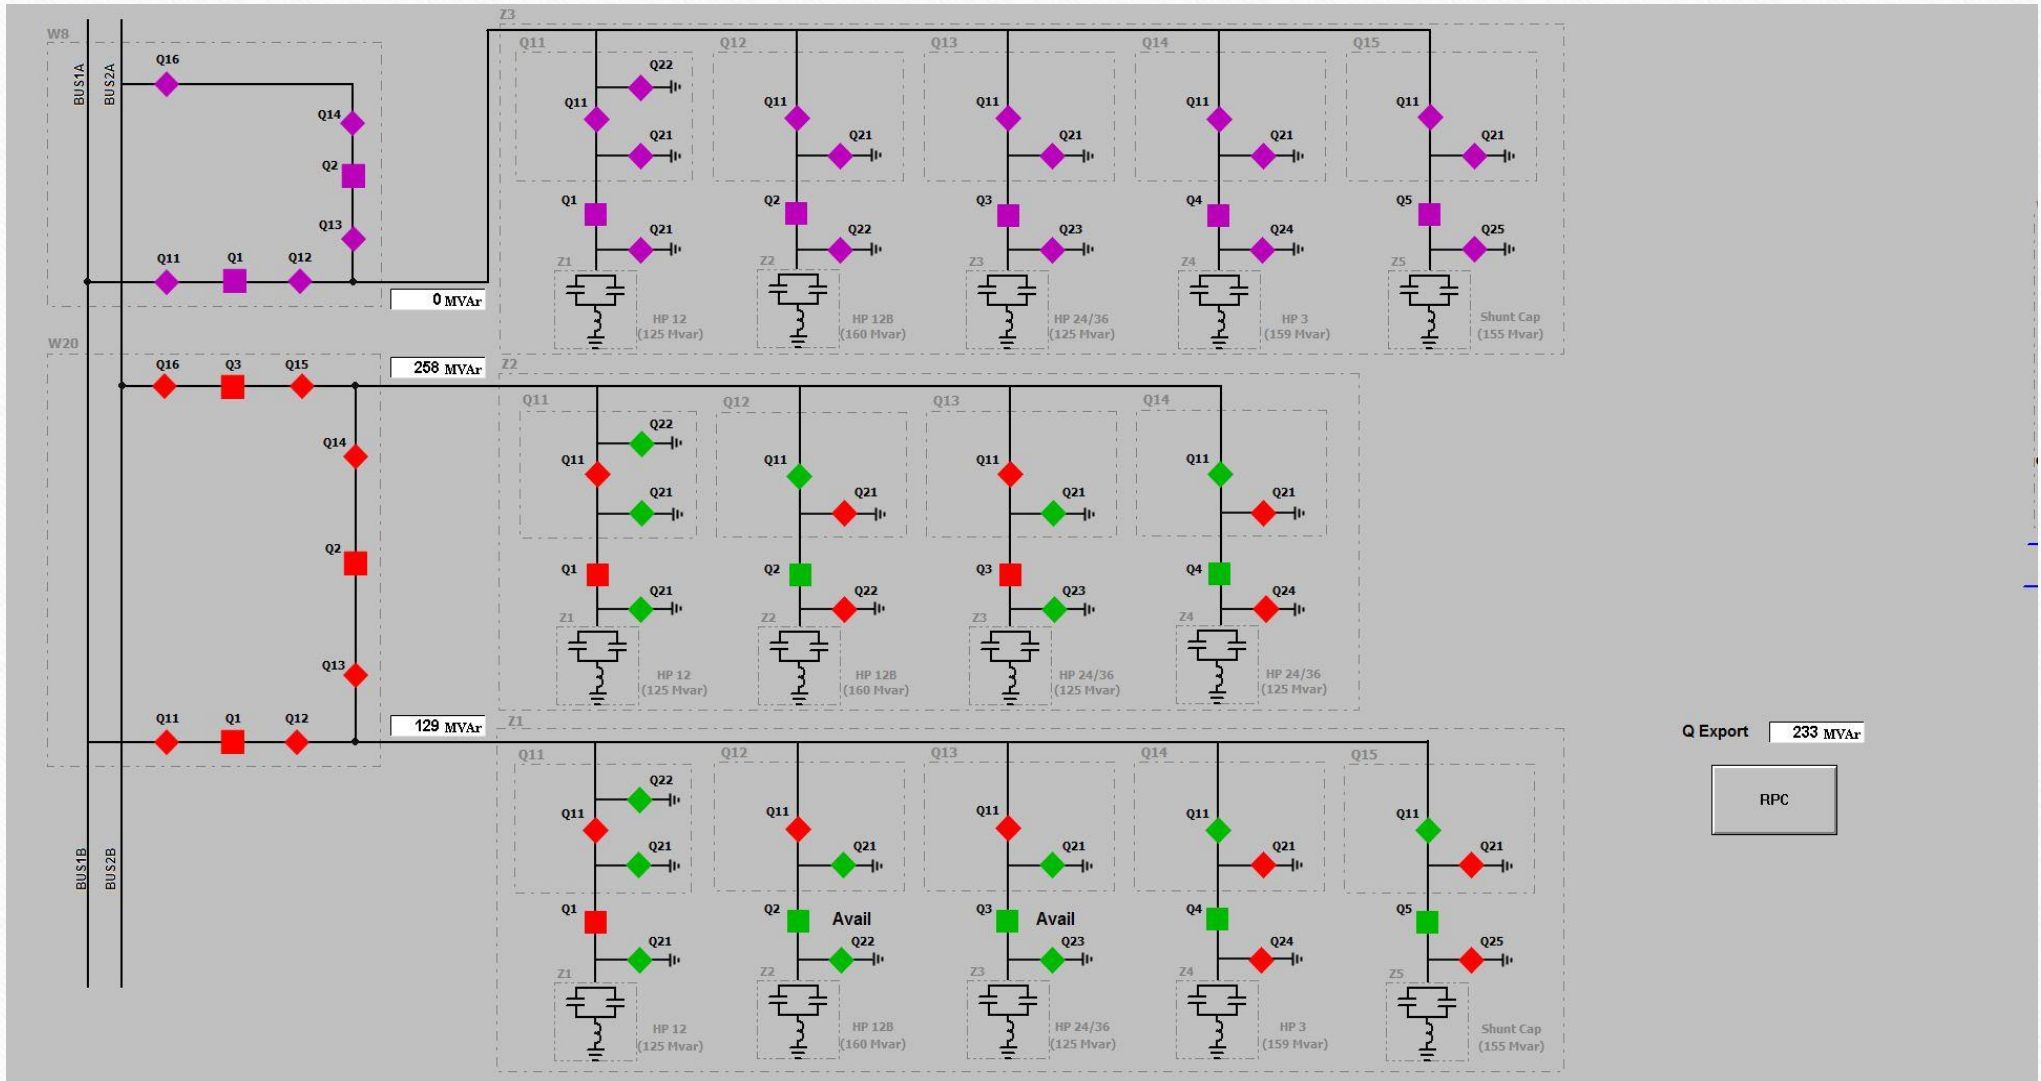 Z3
W8
BUS1A
BUS2A
Q16
Q14
Q2
Q13
Q11
Q1
Q12
0 MVAr
Q11
Q12
Q13
Q14
Q15
Q22
Q11
Q11
Q11
Q11
Q11
Q21
Q21
Q21
Q21
Q21
Q1
Q2
Q3
Q4
Q5
Q21
Q22
Q23
Q24
Q25
Z1
Z2
Z3
Z4
Z5
HP 12
(125 Mvar)
HP 12B
(160 Mvar)
HP 24/36
(125 Mvar)
HP 3
(159 Mvar)
Shunt Cap
(155 Mvar)
W20
Q16
Q3
Q15
258 MVAr
Q14
Q2
Q13
Q11
Q1
Q12
129 MVAr
BUS1B
BUS2B
Z2
Q11
Q12
Q13
Q14
Q22
Q11
Q11
Q11
Q11
Q21
Q21
Q21
Q21
Q1
Q2
Q3
Q4
Q21
Q22
Q23
Q24
Z1
Z2
Z3
Z4
HP 12
(125 Mvar)
HP 12B
(160 Mvar)
HP 24/36
(125 Mvar)
HP 24/36
(125 Mvar)
Z1
Q11
Q12
Q13
Q14
Q15
Q22
Q11
Q11
Q11
Q11
Q11
Q21
Q21
Q21
Q21
Q21
Q1
Q2
Avail
Q3
Avail
Q4
Q5
Q21
Q22
Q23
Q24
Q25
Z1
Z2
Z3
Z4
Z5
HP 12
(125 Mvar)
HP 12B
(160 Mvar)
HP 24/36
(125 Mvar)
HP 3
(159 Mvar)
Shunt Cap
(155 Mvar)
Q Export 233 MVAr
RPC